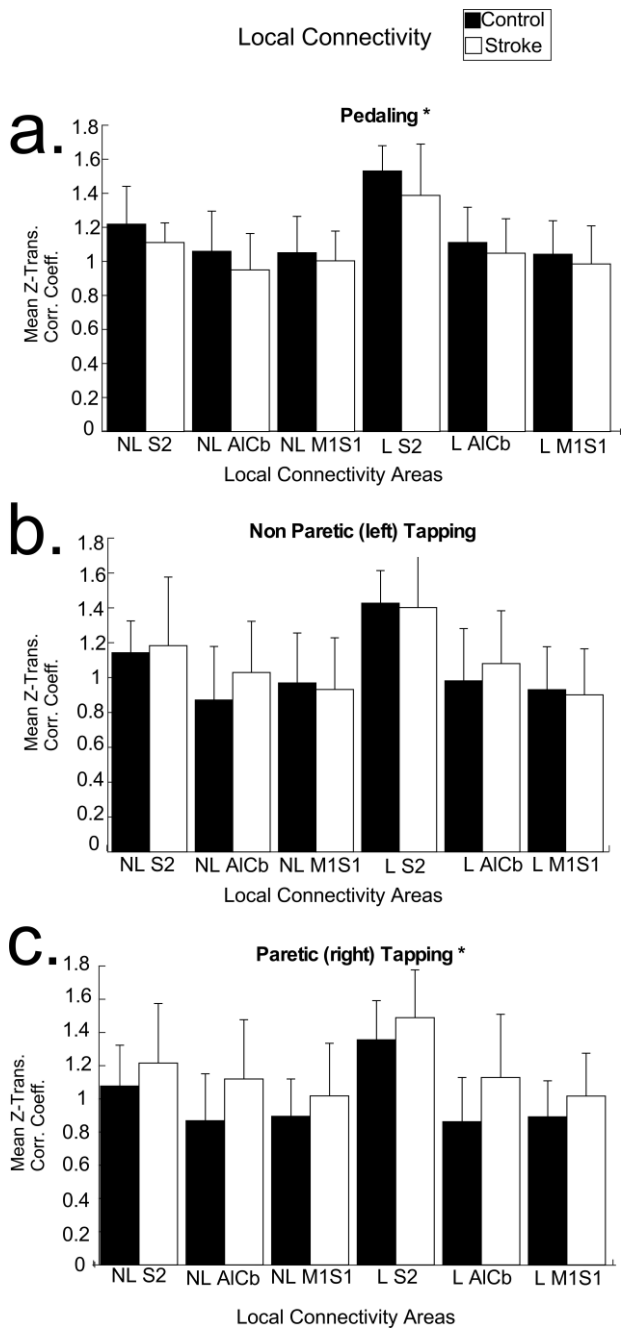 Local Connectivity
Control
Stroke
a.
Pedaling *
Mean Z-Trans.
Corr. Coeff.
1.8
1.6
1.4
1.2
1
0.8
0.6
0.4
0.2
0
NL S2 NL AICb NL M1S1 L S2 L AICb L M1S1
Local Connectivity Areas
b.
Non Paretic (left) Tapping
Mean Z-Trans.
Corr. Coeff.
1.8
1.6
1.4
1.2
1
0.8
0.6
0.4
0.2
0
NL S2 NL AICb NL M1S1 L S2 L AICb L M1S1
Local Connectivity Areas
c.
Paretic (right) Tapping *
Mean Z-Trans.
Corr. Coeff.
1.8
1.6
1.4
1.2
1
0.8
0.6
0.4
0.2
0
NL S2 NL AICb NL M1S1 L S2 L AICb L M1S1
Local Connectivity Areas